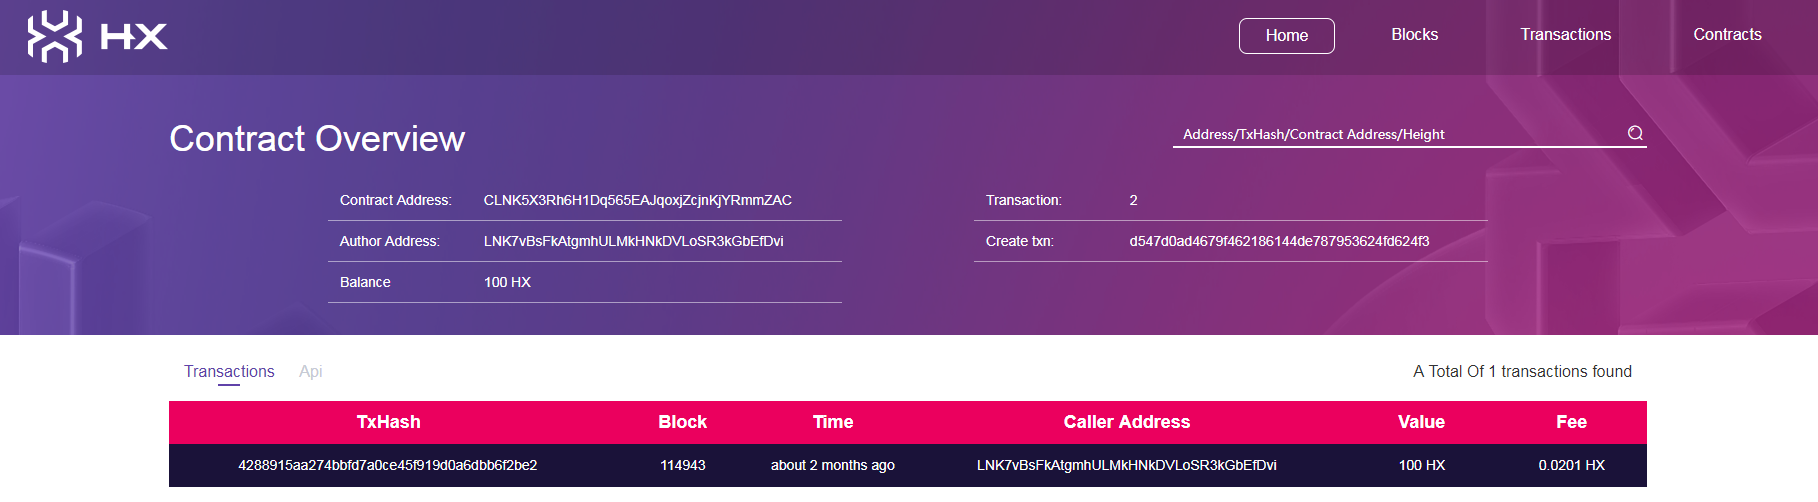 HX
Home Blocks Transactions Contracts
Contract Overview
Address/TxHash/Contract Address/Height
Contract Address: CLNK5X3Rh6H1Dq565EAJqoxjZcjnKjYRmmZAC
Transaction: 2
Author Address: LNK7vBsFkAtgmhULMkHNkDVLoSR3kGbEfDvi
Create txn: d547d0ad4679f462186144de787953624fd624f3
Balance 100 HX
Transactions Api
A Total Of 1 transactions found
TxHash Block Time Caller Address Value Fee
4288915aa274bbfd7a0ce45f919d0a6dbb6f2be2 114943 about 2 months ago LNK7vBsFkAtgmhULMkHNkDVLoSR3kGbEfDvi 100 HX 0.0201 HX